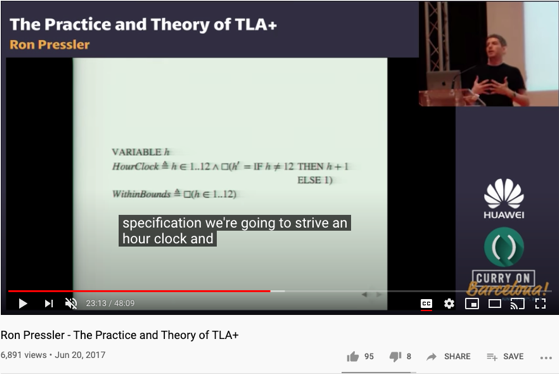 The Practice and Theory of TLA+
Ron Pressler
VARIABLE h
HourClock ≜ h ∈ 1..12 ∧ □(h′ = IF h ≠ 12 THEN h + 1
ELSE 1)
WithinBounds ≜ □(h ∈ 1..12)
specification we're going to strive an
hour clock and
HUAWEI
CURRY ON
Barcelona!
23:13 / 48:09
CC
Ron Pressler - The Practice and Theory of TLA+
6,891 views • Jun 20, 2017
95
8
SHARE
SAVE